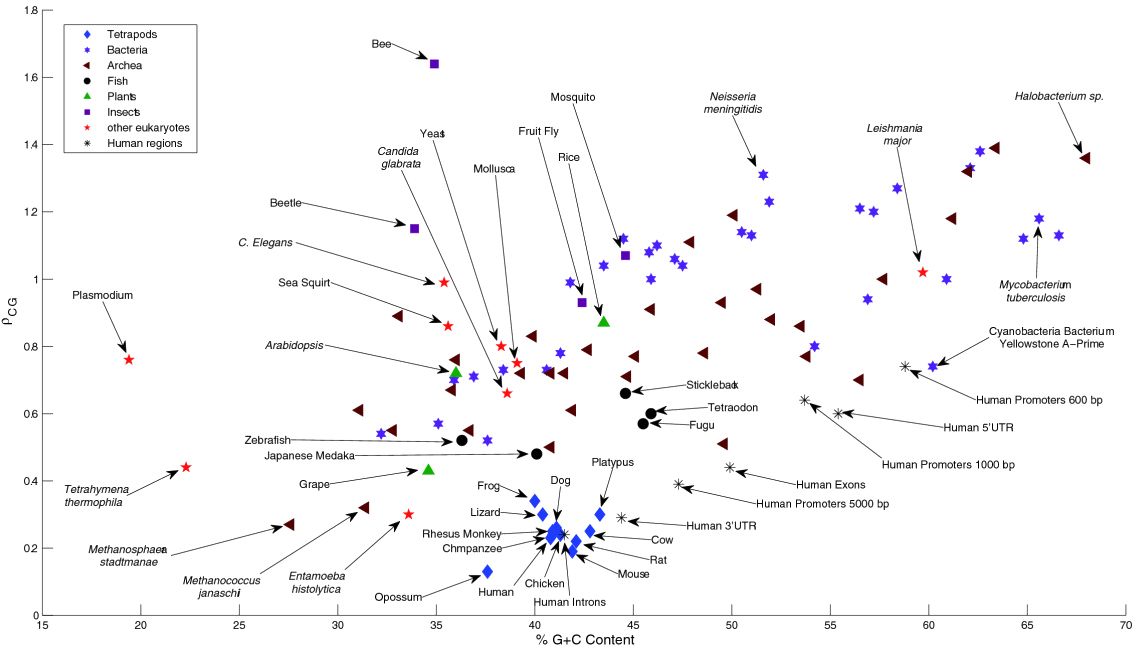 1.8
1.6
1.4
1.2
1
0.8
0.6
0.4
0.2
0
ρCG
Tetrapods
Bacteria
Archea
Fish
Plants
Insects
other eukaryotes
Human regions
Bee
Beetle
C. Elegans
Sea Squirt
Plasmodium
Arabidopsis
Yeast
Candida
glabrata
Mollusca
Fruit Fly
Mosquito
Rice
Neisseria
meningitidis
Leishmania
major
Halobacterium sp.
Mycobacterium
tuberculosis
Cyanobacteria Bacterium
Yellowstone A-Prime
Human Promoters 600 bp
Human 5'UTR
Human Promoters 1000 bp
Human Exons
Human Promoters 5000 bp
Human 3'UTR
Stickleback
Tetraodon
Fugu
Zebrafish
Japanese Medaka
Grape
Platypus
Dog
Frog
Lizard
Rhesus Monkey
Chmpanzee
Tetrahymena
thermophila
Methanosphaera
stadtmanae
Methanococcus
janaschi
Entamoeba
histolytica
Opossum
Human
Chicken
Human Introns
Mouse
Rat
Cow
15
20
25
30
35
40
45
50
55
60
65
70
% G+C Content